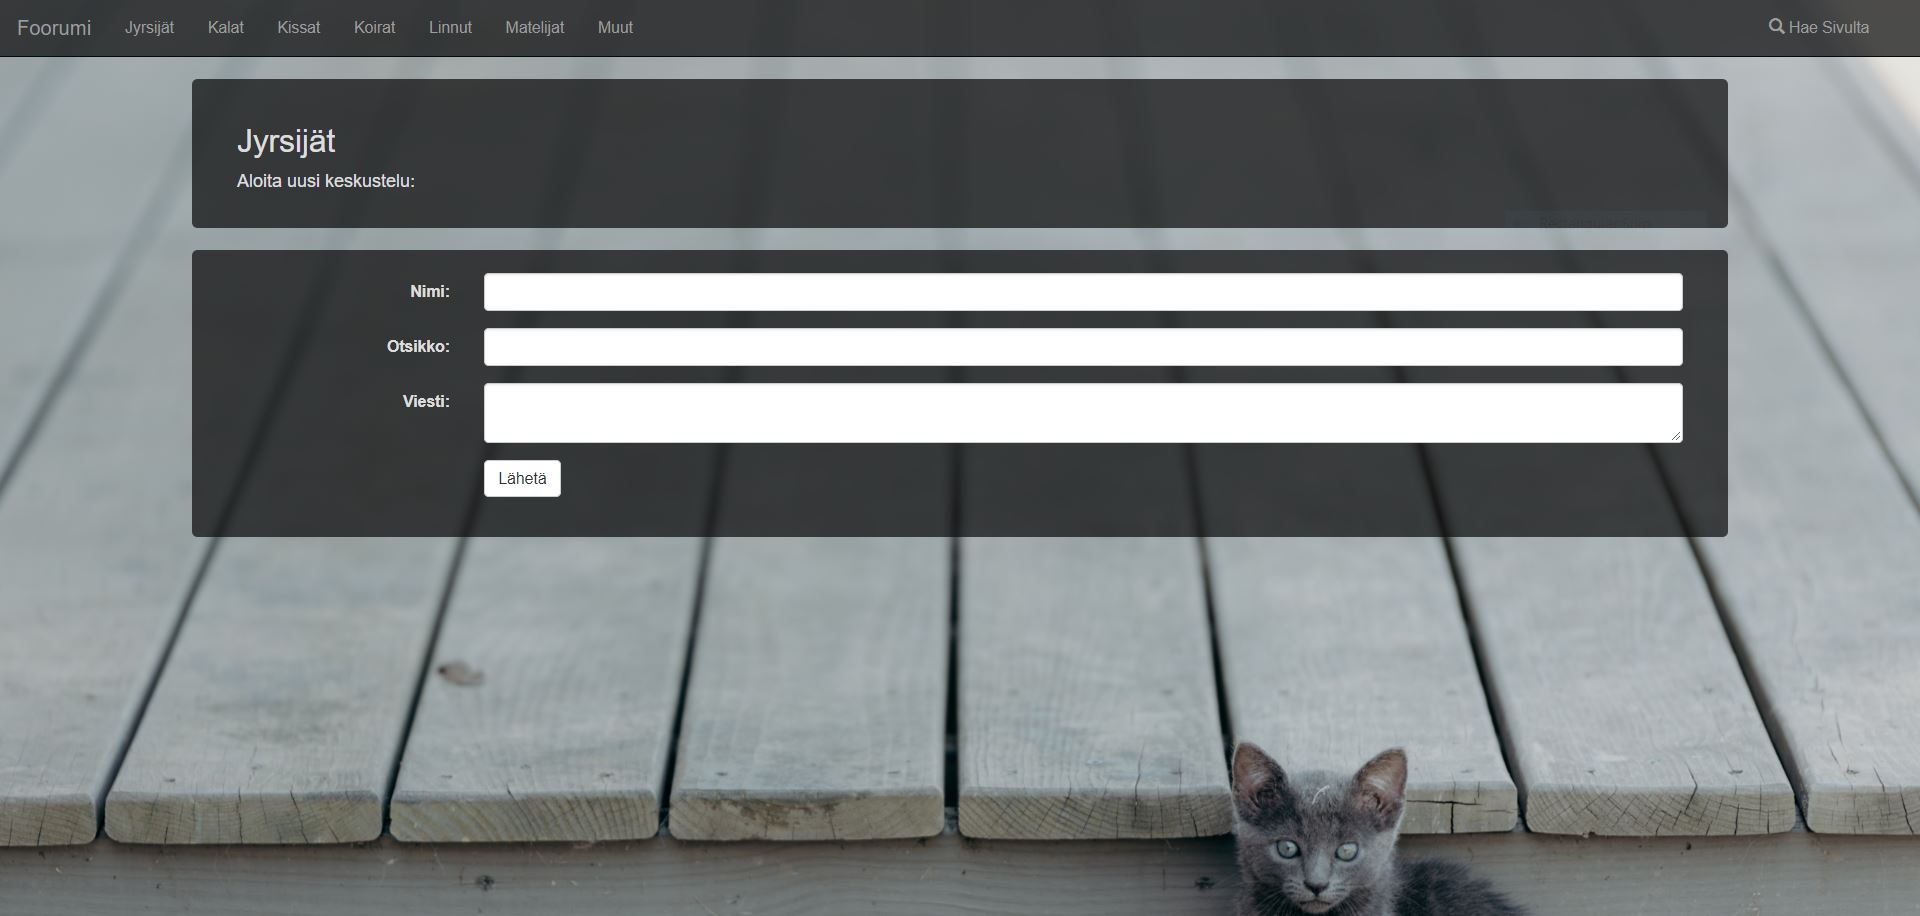 Foorumi Jyrsijät Kalat Kissat Koirat Linnut Matelijat Muut Hae Sivulta
Jyrsijät
Aloita uusi keskustelu:
Nimi:
Otsikko:
Viesti:
Lähetä